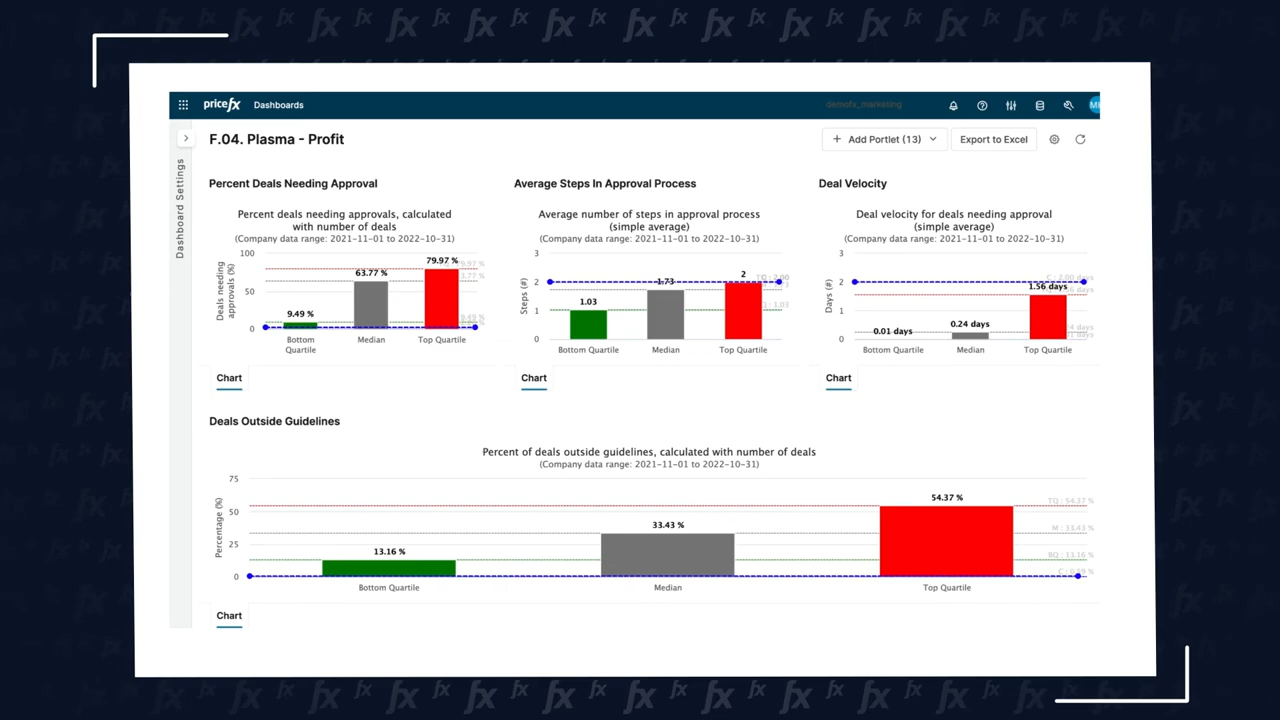 pricefx Dashboards
demofx_marketing
F.04. Plasma - Profit
Add Portlet (13)
Export to Excel
Dashboard Settings
Percent Deals Needing Approval
Percent deals needing approvals, calculated
with number of deals
(Company data range: 2021-11-01 to 2022-10-31)
Deals needing
approvals (%)
100
50
0
9.49 %
63.77 %
79.97 %
Bottom
Quartile
Median
Top Quartile
Chart
Average Steps In Approval Process
Average number of steps in approval process
(simple average)
(Company data range: 2021-11-01 to 2022-10-31)
Steps (#)
3
2
1
0
1.03
1.73
2
TQ : 2.00
Bottom Quartile
Median
Top Quartile
Chart
Deal Velocity
Deal velocity for deals needing approval
(simple average)
(Company data range: 2021-11-01 to 2022-10-31)
Days (#)
3
2
1
0
0.01 days
0.24 days
1.56 days
C : 2.00 days
Bottom Quartile
Median
Top Quartile
Chart
Deals Outside Guidelines
Percent of deals outside guidelines, calculated with number of deals
(Company data range: 2021-11-01 to 2022-10-31)
Percentage (%)
75
50
25
0
13.16 %
33.43 %
54.37 %
TQ : 54.37 %
M : 33.43 %
BQ : 13.16 %
Bottom Quartile
Median
Top Quartile
Chart